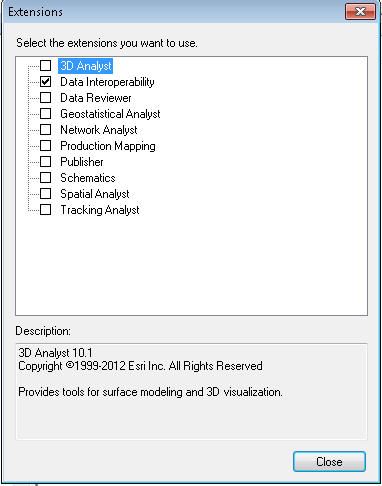 Extensions
Select the extensions you want to use.
3D Analyst
Data Interoperability
Data Reviewer
Geostatistical Analyst
Network Analyst
Production Mapping
Publisher
Schematics
Spatial Analyst
Tracking Analyst
Description:
3D Analyst 10.1
Copyright ©1999-2012 Esri Inc. All Rights Reserved
Provides tools for surface modeling and 3D visualization.
Close